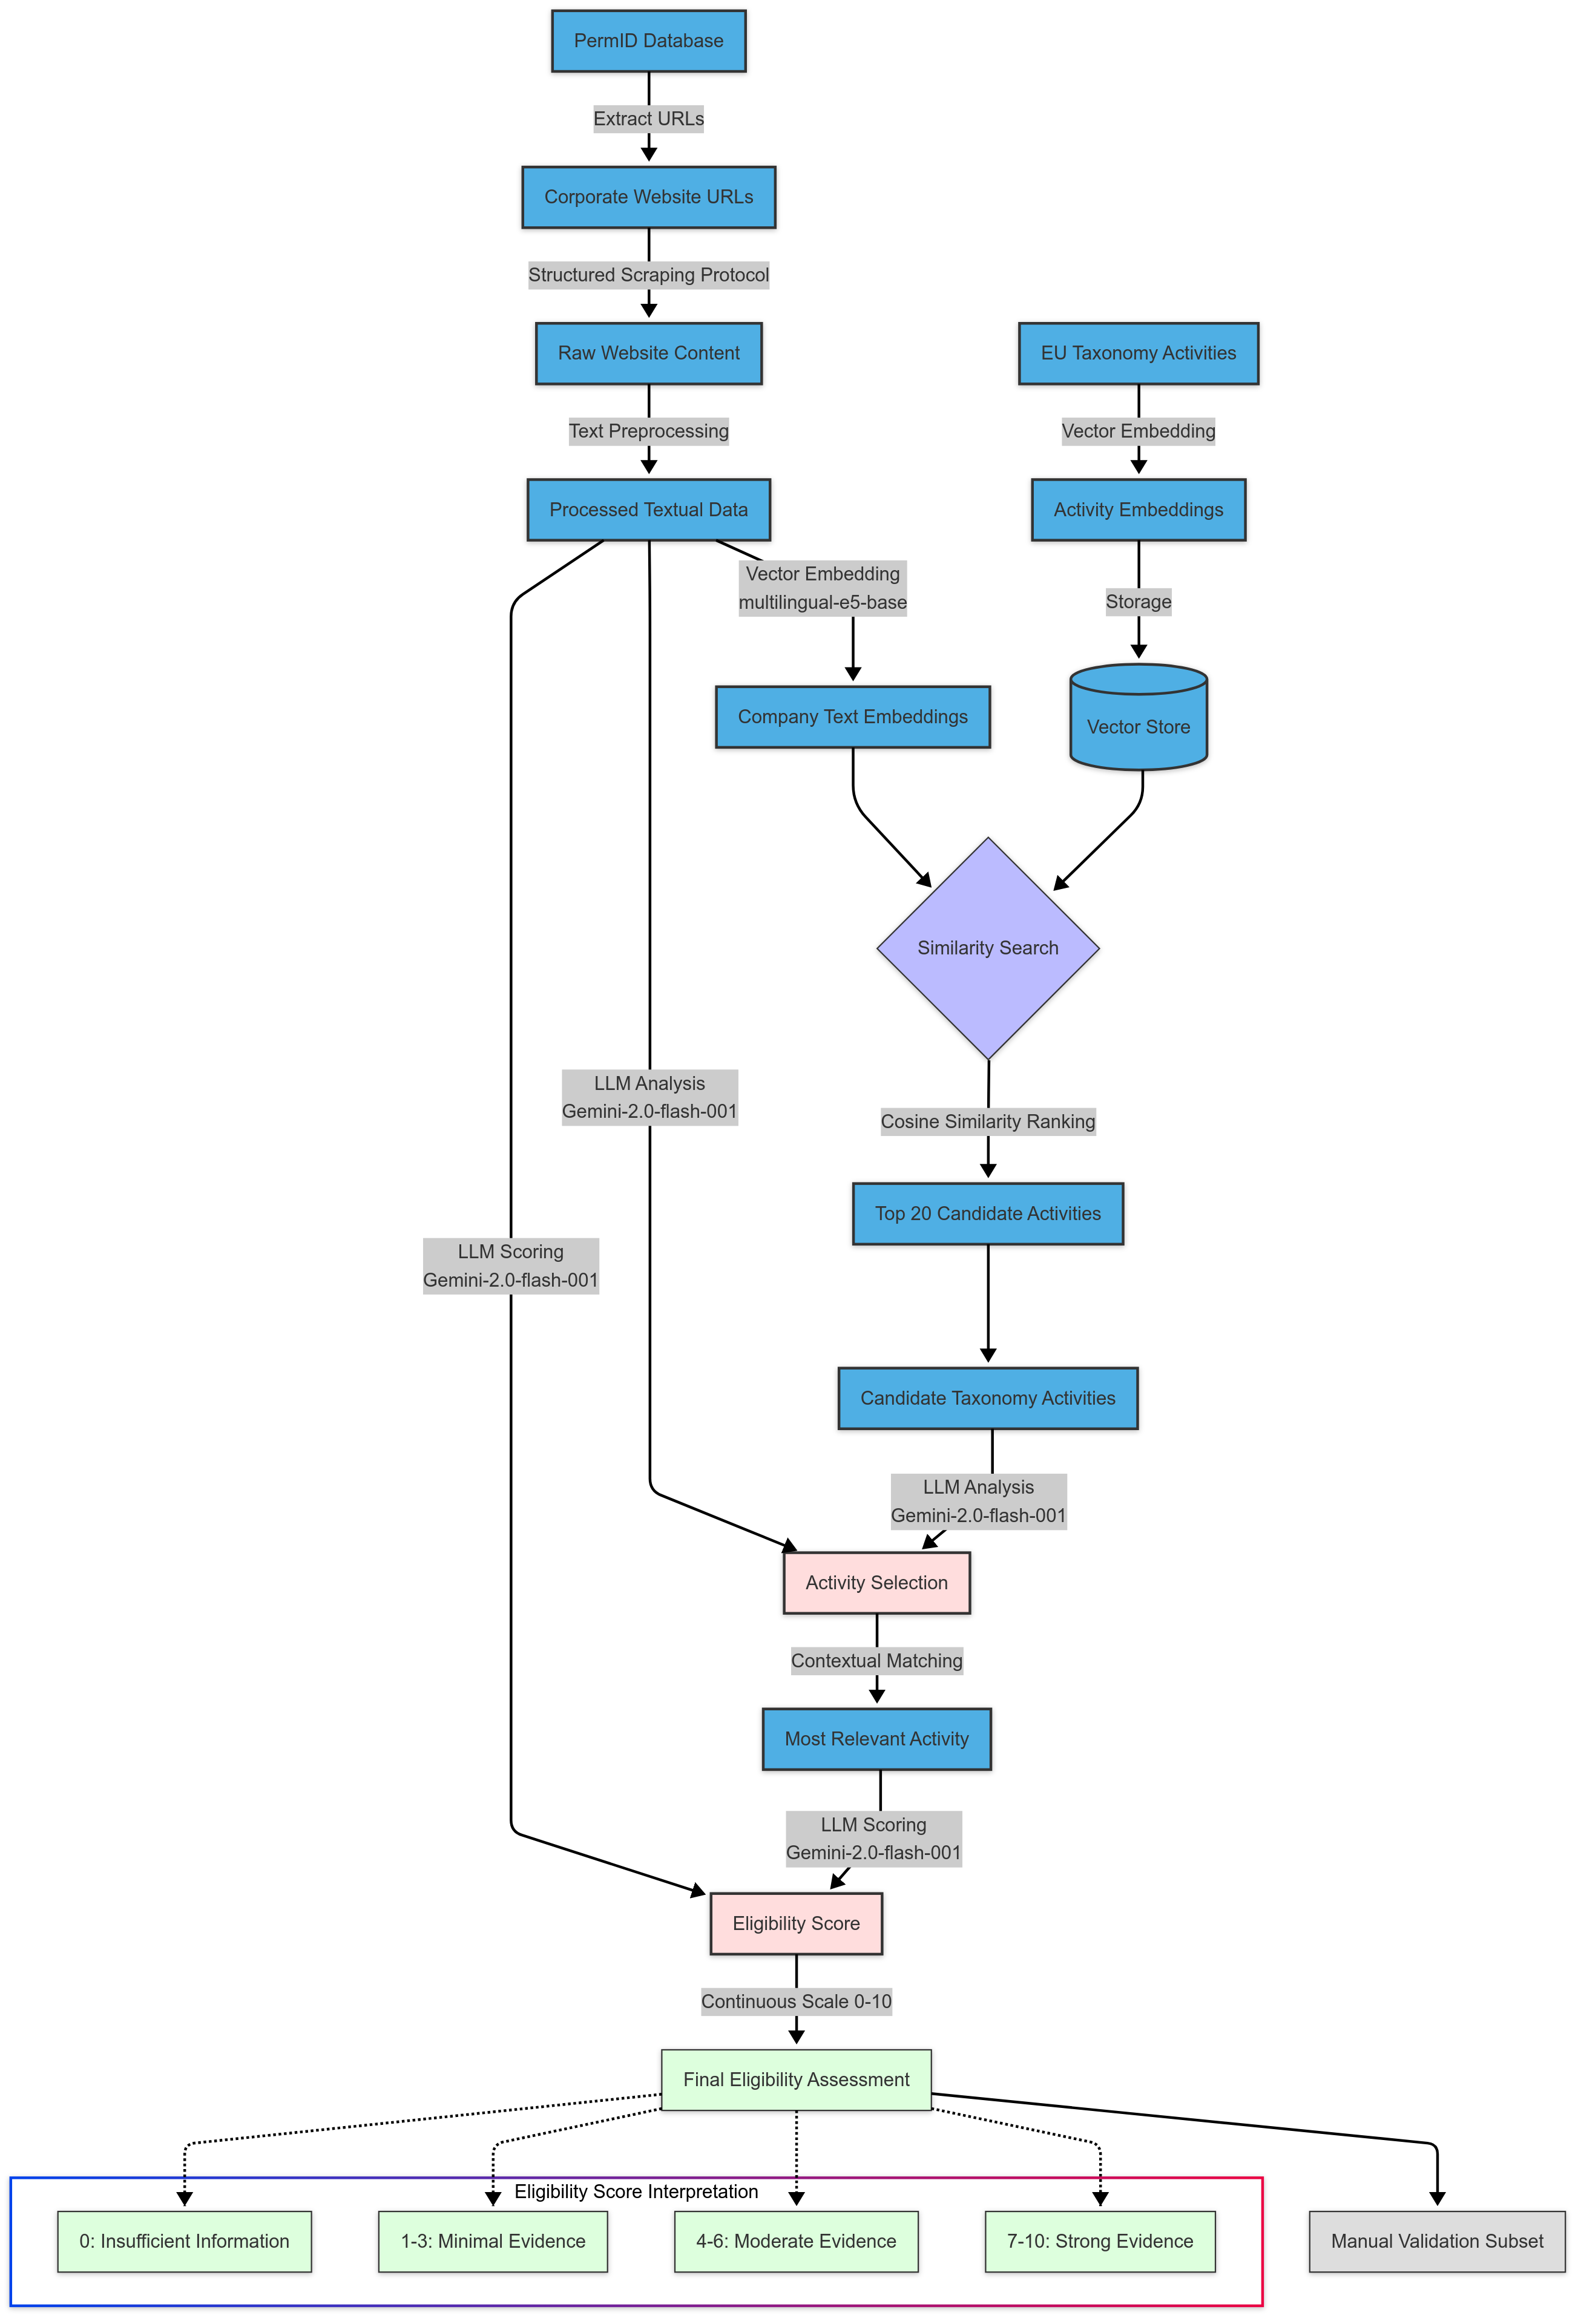 PermID Database
Extract URLs
Corporate Website URLs
Structured Scraping Protocol
Raw Website Content
EU Taxonomy Activities
Text Preprocessing
Vector Embedding
Processed Textual Data
Activity Embeddings
Vector Embedding
multilingual-e5-base
Storage
Company Text Embeddings
Vector Store
Similarity Search
LLM Analysis
Gemini-2.0-flash-001
Cosine Similarity Ranking
Top 20 Candidate Activities
LLM Scoring
Gemini-2.0-flash-001
Candidate Taxonomy Activities
LLM Analysis
Gemini-2.0-flash-001
Activity Selection
Contextual Matching
Most Relevant Activity
LLM Scoring
Gemini-2.0-flash-001
Eligibility Score
Continuous Scale 0-10
Final Eligibility Assessment
Eligibility Score Interpretation
0: Insufficient Information
1-3: Minimal Evidence
4-6: Moderate Evidence
7-10: Strong Evidence
Manual Validation Subset